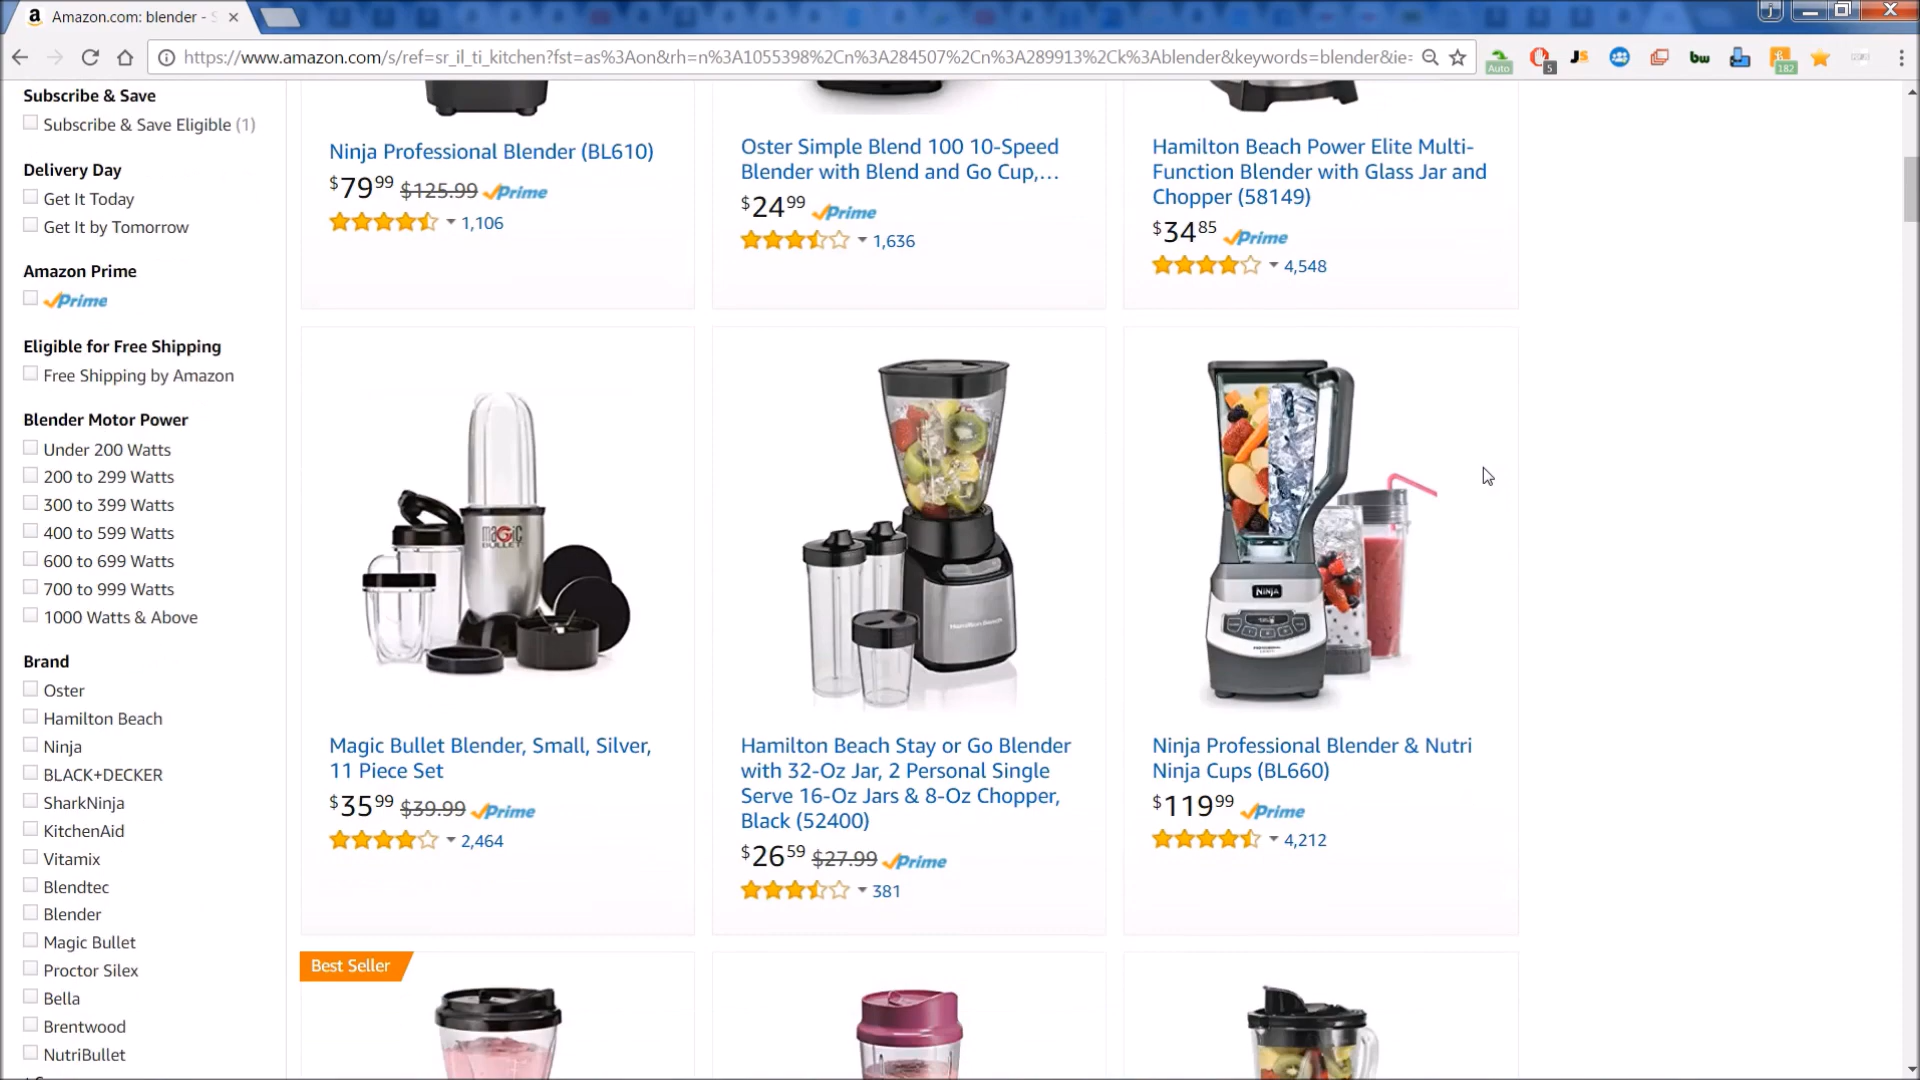 Amazon.com: blender -
https://www.amazon.com/s/ref=sr_il_ti_kitchen?fst=as%3Aon&rh=n%3A1055398%2Cn%3A284507%2Cn%3A289913%2Ck%3Ablender&keywords=blender&ie=
Auto
5
JS
bw
182
Subscribe & Save
Subscribe & Save Eligible (1)
Delivery Day
Get It Today
Get It by Tomorrow
Amazon Prime
Prime
Eligible for Free Shipping
Free Shipping by Amazon
Blender Motor Power
Under 200 Watts
200 to 299 Watts
300 to 399 Watts
400 to 599 Watts
600 to 699 Watts
700 to 999 Watts
1000 Watts & Above
Brand
Oster
Hamilton Beach
Ninja
BLACK+DECKER
SharkNinja
KitchenAid
Vitamix
Blendtec
Blender
Magic Bullet
Proctor Silex
Bella
Brentwood
NutriBullet
Ninja Professional Blender (BL610)
$79 99 $125.99 Prime
1,106
Oster Simple Blend 100 10-Speed
Blender with Blend and Go Cup,...
$24 99 Prime
1,636
Hamilton Beach Power Elite Multi-
Function Blender with Glass Jar and
Chopper (58149)
$34 85 Prime
4,548
magic
BULLET
Magic Bullet Blender, Small, Silver,
11 Piece Set
$35 99 $39.99 Prime
2,464
Hamilton Beach
Hamilton Beach Stay or Go Blender
with 32-Oz Jar, 2 Personal Single
Serve 16-Oz Jars & 8-Oz Chopper,
Black (52400)
$26 59 $27.99 Prime
381
NINJA
Ninja Professional Blender & Nutri
Ninja Cups (BL660)
$119 99 Prime
4,212
Best Seller